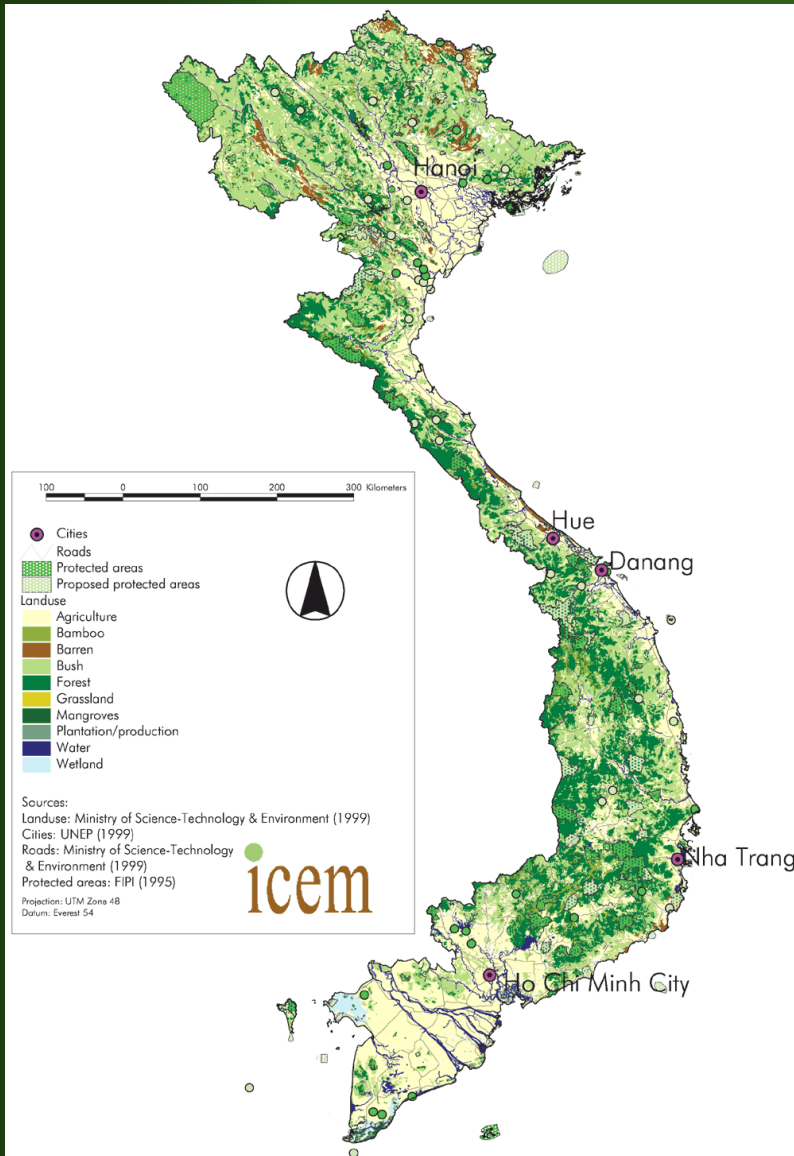 Hanoi
Hue
Danang
Nha Trang
Ho Chi Minh City
100 0 100 200 300 Kilometers
Cities
Roads
Protected areas
Proposed protected areas
Landuse
Agriculture
Bamboo
Barren
Bush
Forest
Grassland
Mangroves
Plantation/production
Water
Wetland
Sources:
Landuse: Ministry of Science-Technology & Environment (1999)
Cities: UNEP (1999)
Roads: Ministry of Science-Technology
& Environment (1999)
Protected areas: FIPI (1995)
Projection: UTM Zona 48
Datum: Everest 54
icem